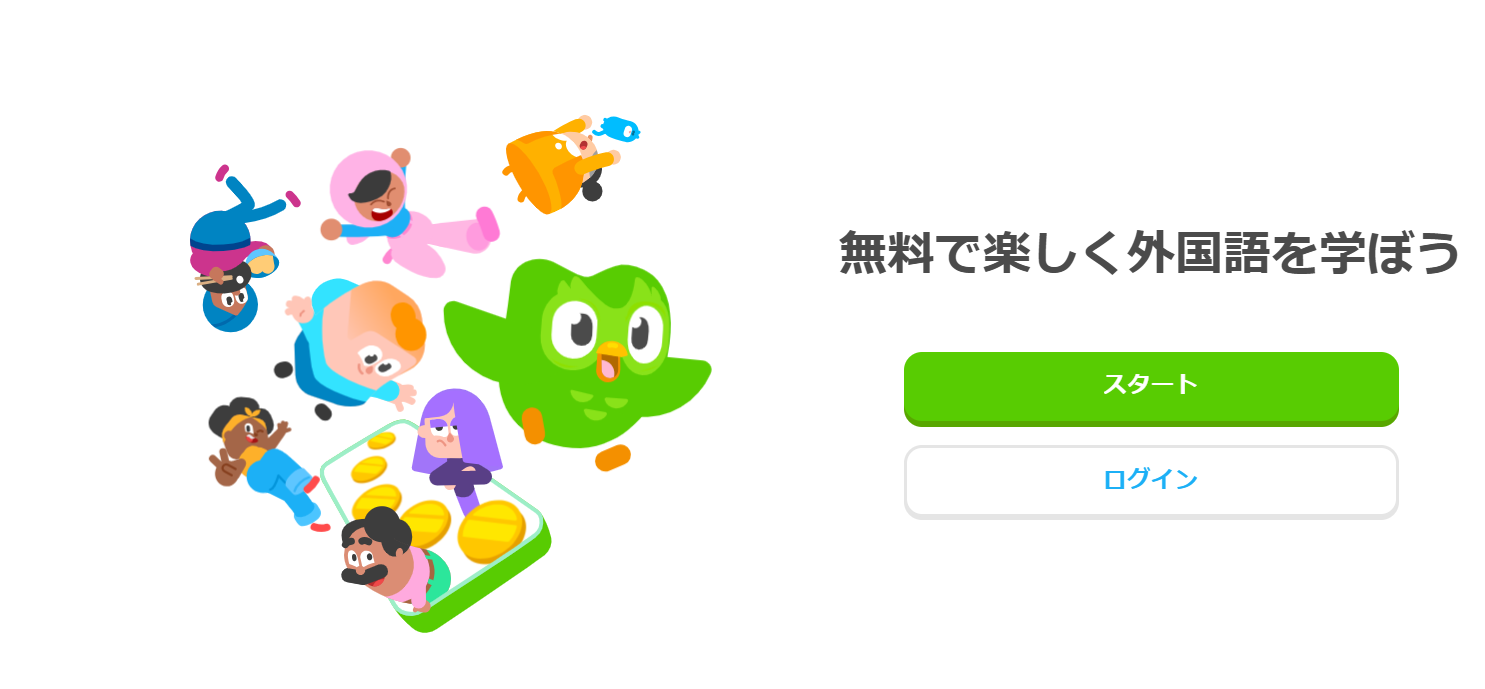 無料で楽しく外国語を学ぼう
スタート
ログイン